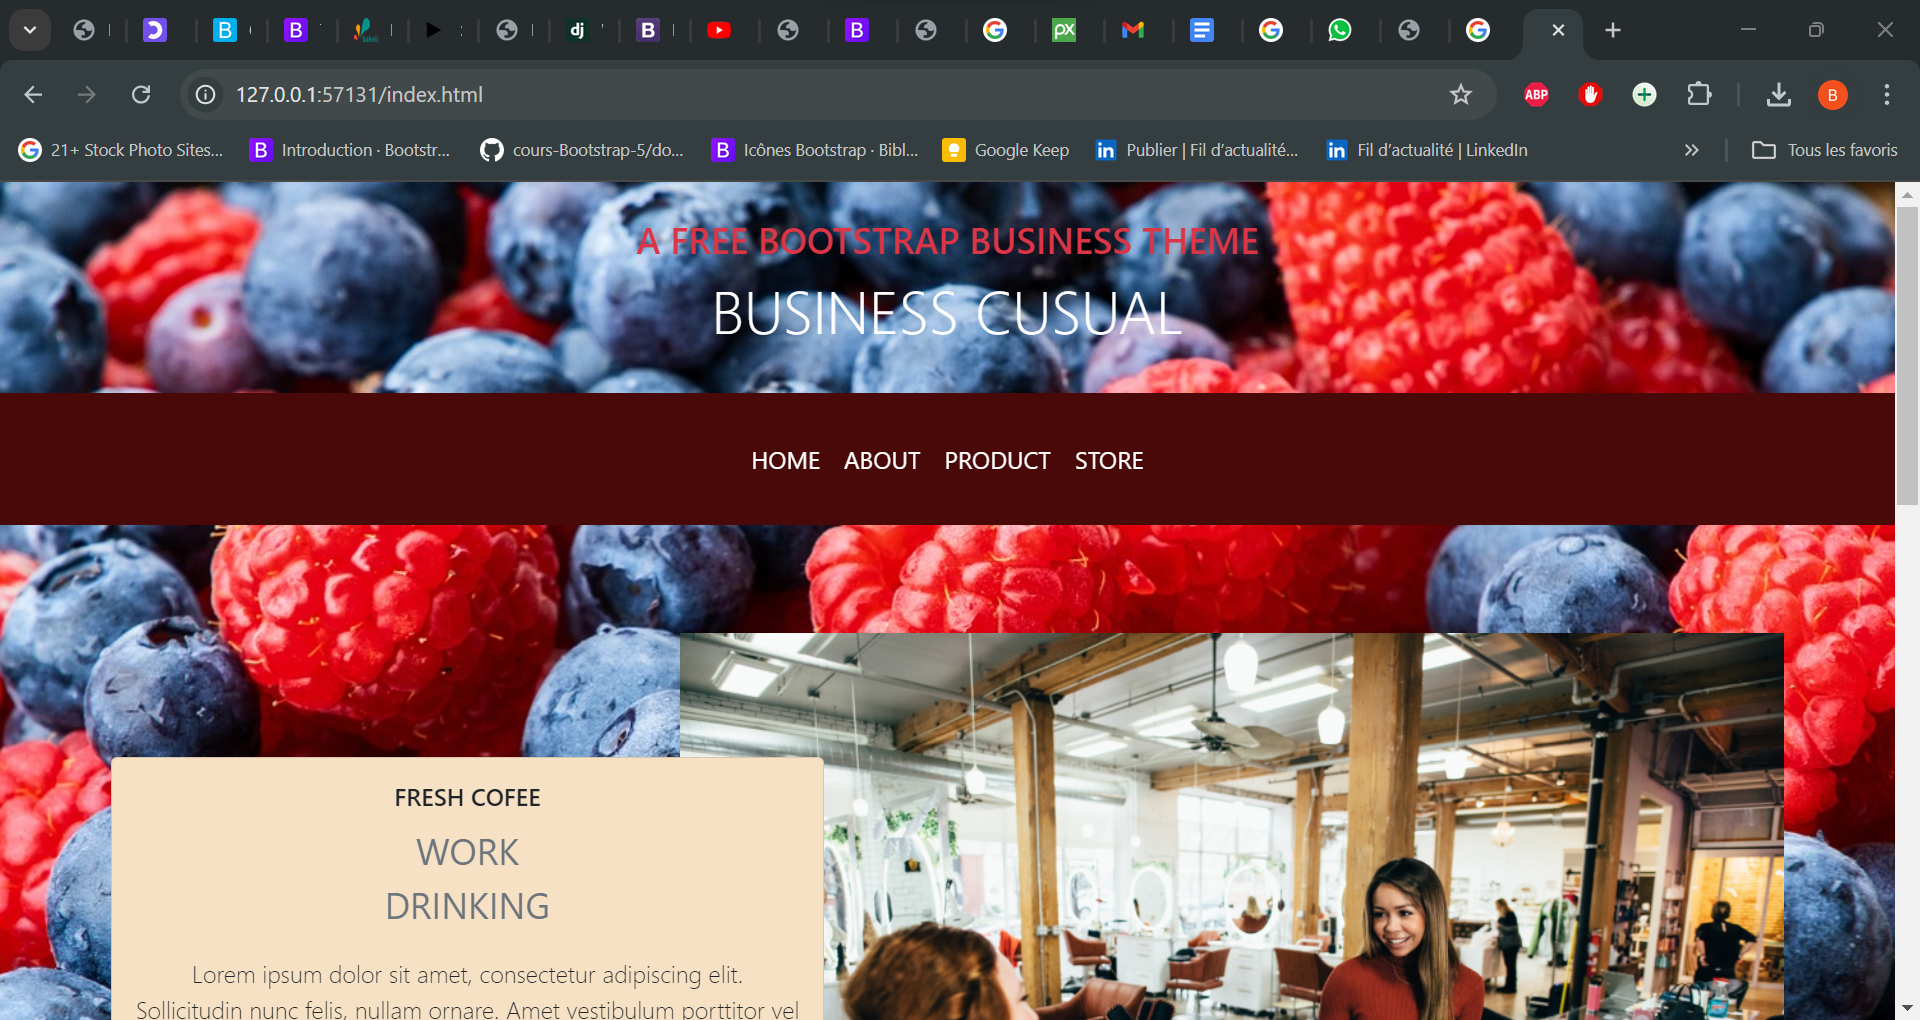 127.0.0.1:57131/index.html
ABP
B
21+ Stock Photo Sites...
Introduction · Bootstr...
cours-Bootstrap-5/do...
Icônes Bootstrap · Bibl...
Google Keep
Publier | Fil d'actualité...
Fil d'actualité | LinkedIn
Tous les favoris
A FREE BOOTSTRAP BUSINESS THEME
BUSINESS CUSUAL
HOME ABOUT PRODUCT STORE
FRESH COFEE
WORK
DRINKING
Lorem ipsum dolor sit amet, consectetur adipiscing elit.
Sollicitudin nunc felis, nullam ornare. Amet vestibulum porttitor vel